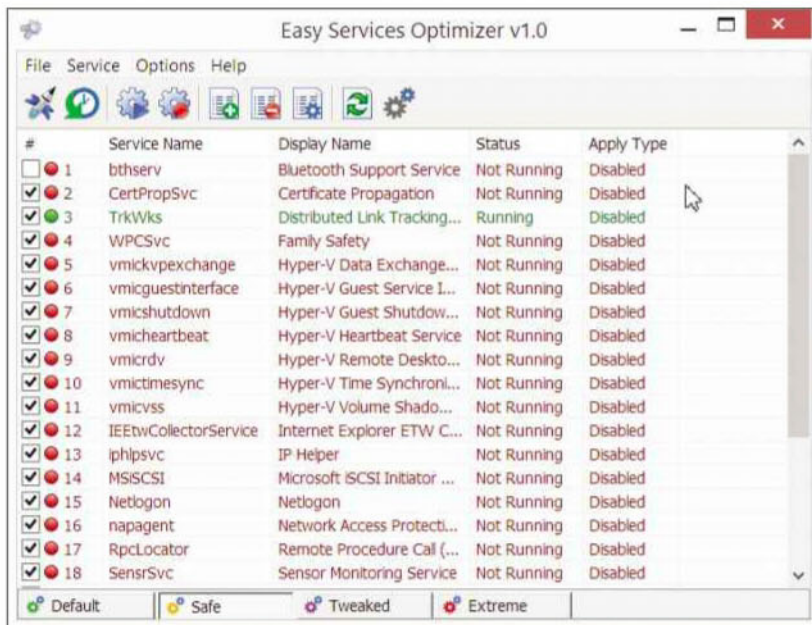 Easy Services Optimizer v1.0
File Service Options Help
# Service Name Display Name Status Apply Type
1 bthserv Bluetooth Support Service Not Running Disabled
2 CertPropSvc Certificate Propagation Not Running Disabled
3 TrkWks Distributed Link Tracking... Running Disabled
4 WPCSvc Family Safety Not Running Disabled
5 vmickvpexchange Hyper-V Data Exchange... Not Running Disabled
6 vmicguestinterface Hyper-V Guest Service I... Not Running Disabled
7 vmicshutdown Hyper-V Guest Shutdow... Not Running Disabled
8 vmicheartbeat Hyper-V Heartbeat Service Not Running Disabled
9 vmicrdv Hyper-V Remote Deskto... Not Running Disabled
10 vmictimesync Hyper-V Time Synchroni... Not Running Disabled
11 vmicvss Hyper-V Volume Shado... Not Running Disabled
12 IEEtwCollectorService Internet Explorer ETW C... Not Running Disabled
13 iphlpsvc IP Helper Not Running Disabled
14 MSiSCSI Microsoft iSCSI Initiator ... Not Running Disabled
15 Netlogon Netlogon Not Running Disabled
16 napagent Network Access Protecti... Not Running Disabled
17 RpcLocator Remote Procedure Call (... Not Running Disabled
18 SensrSvc Sensor Monitoring Service Not Running Disabled
Default Safe Tweaked Extreme